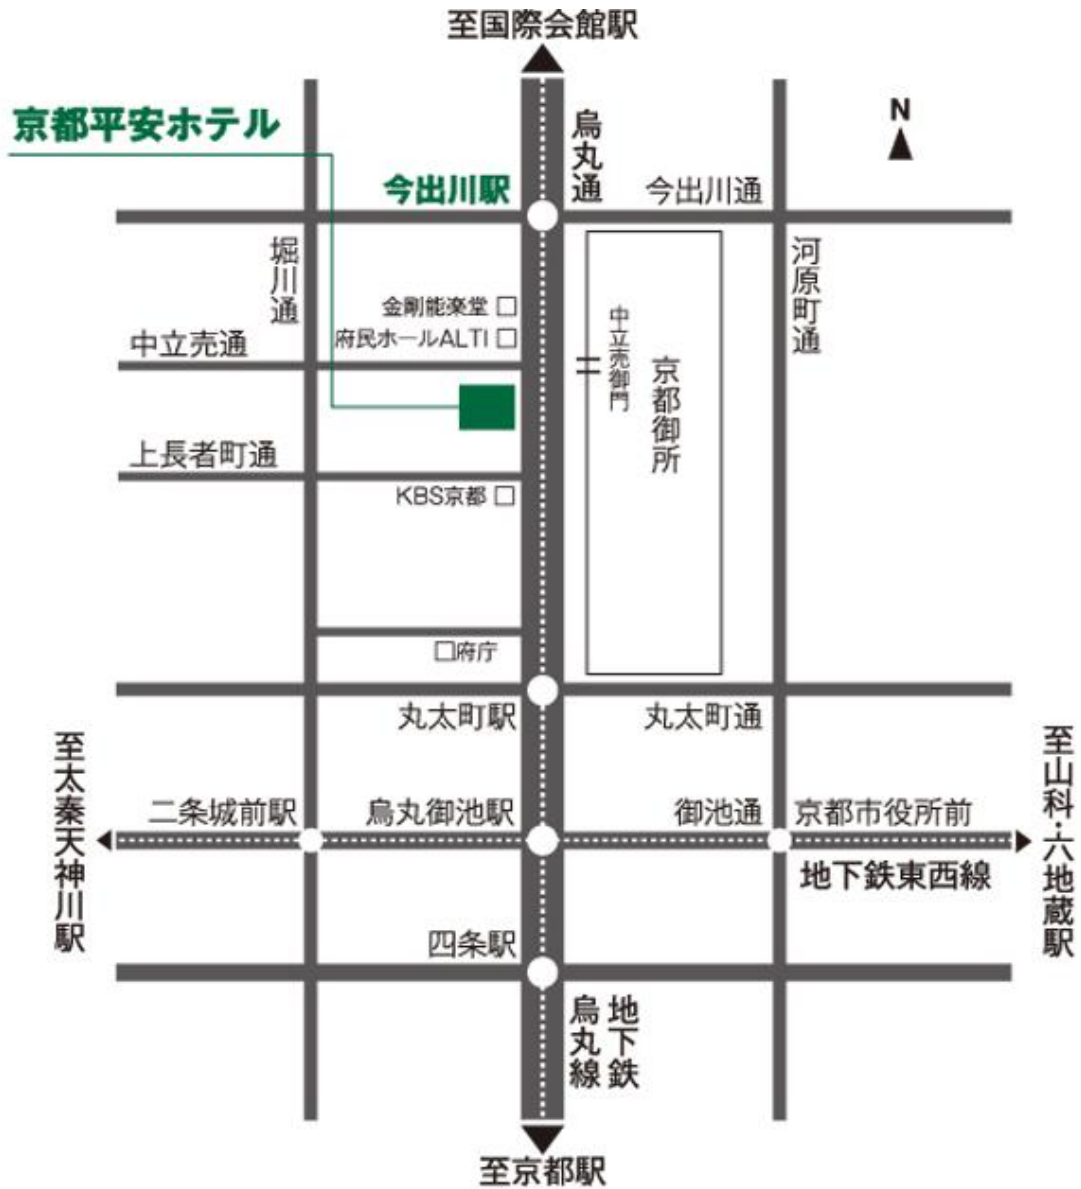 至国際会館駅
京都平安ホテル
烏丸通
N
今出川駅
今出川通
堀川通
河原町通
金剛能楽堂
府民ホールALTI
中立売通
中立売御門
京都御所
上長者町通
KBS京都
府庁
丸太町駅
丸太町通
至太秦天神川駅
二条城前駅
烏丸御池駅
御池通
京都市役所前
至山科・六地蔵駅
地下鉄東西線
四条駅
地下鉄
烏丸線
至京都駅